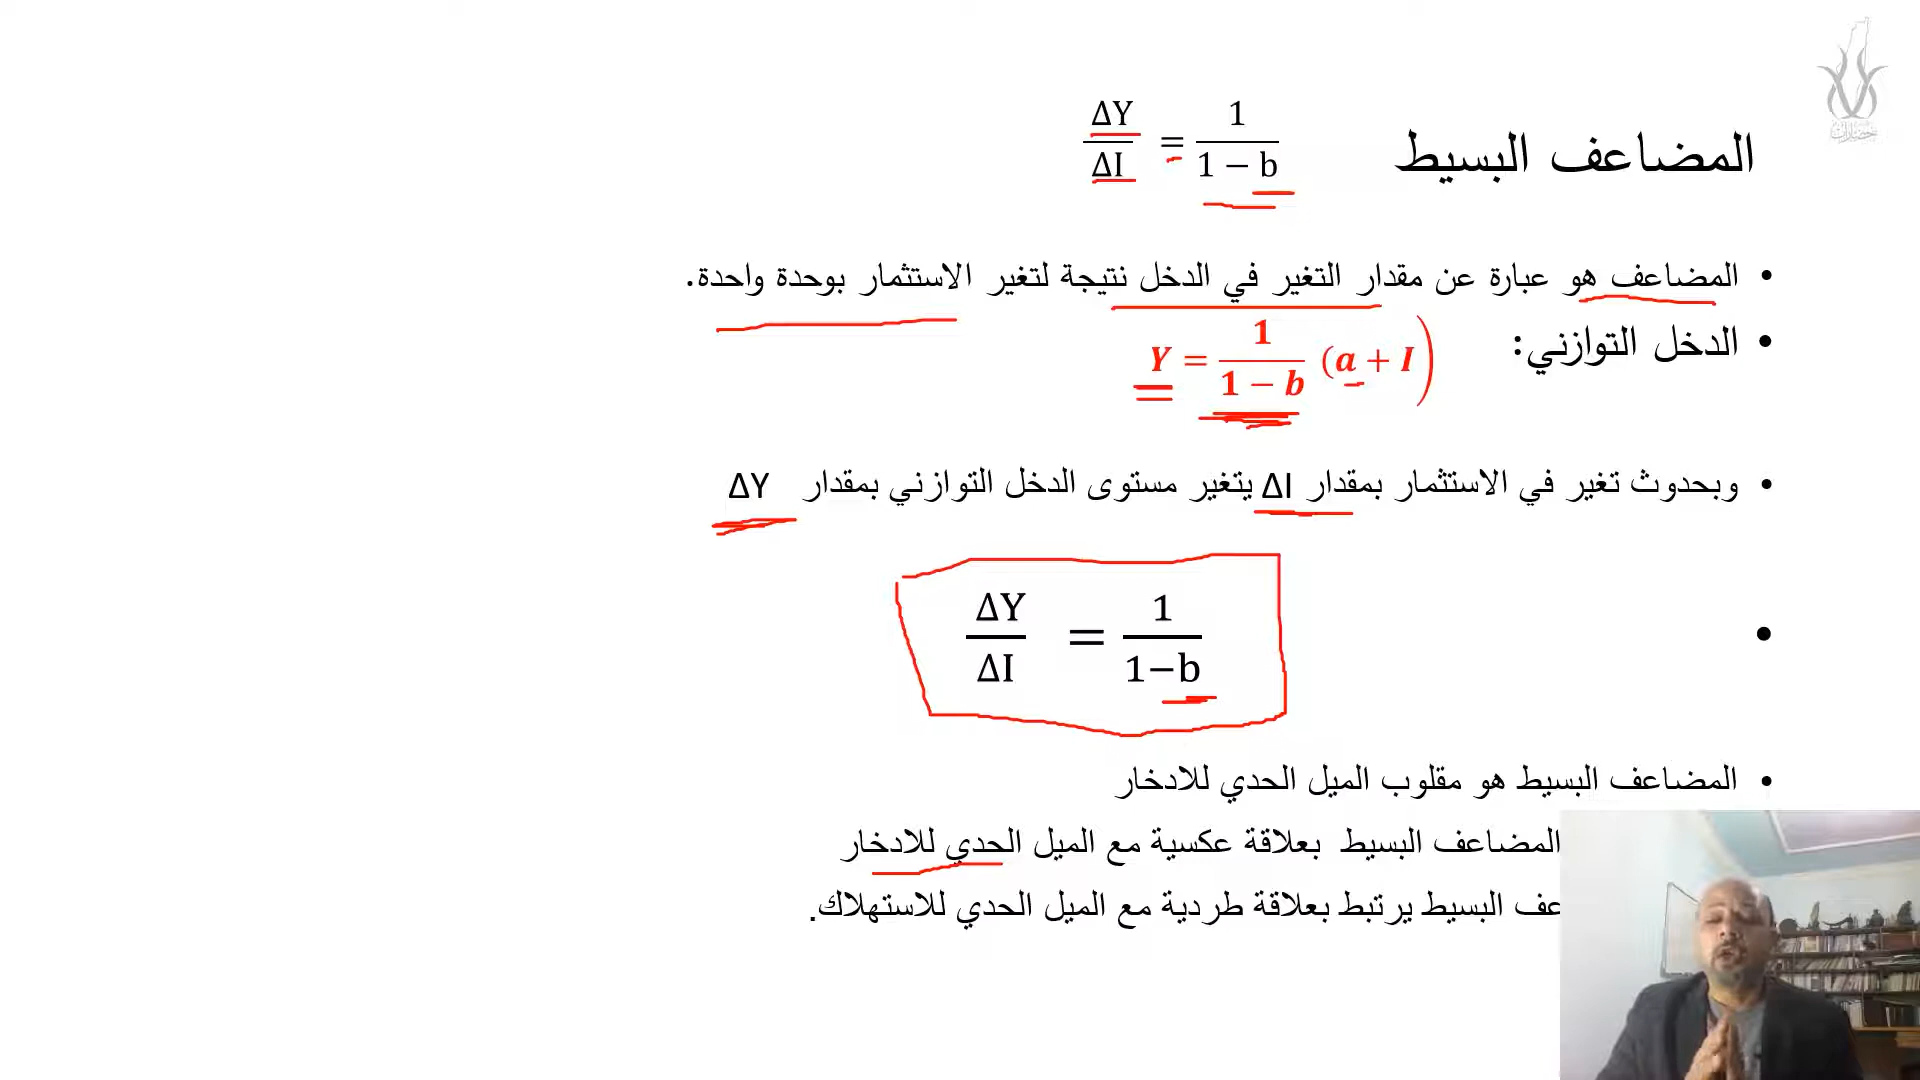 المضاعف البسيط ΔY/ΔI = 1/(1 − b)
• المضاعف هو عبارة عن مقدار التغير في الدخل نتيجة لتغير الاستثمار بوحدة واحدة.
• الدخل التوازني: Y = 1/(1 − b) (a + I)
• وبحدوث تغير في الاستثمار بمقدار ΔI يتغير مستوى الدخل التوازني بمقدار ΔY
• ΔY/ΔI = 1/(1−b)
• المضاعف البسيط هو مقلوب الميل الحدي للادخار
المضاعف البسيط بعلاقة عكسية مع الميل الحدي للادخار
عف البسيط يرتبط بعلاقة طردية مع الميل الحدي للاستهلاك.